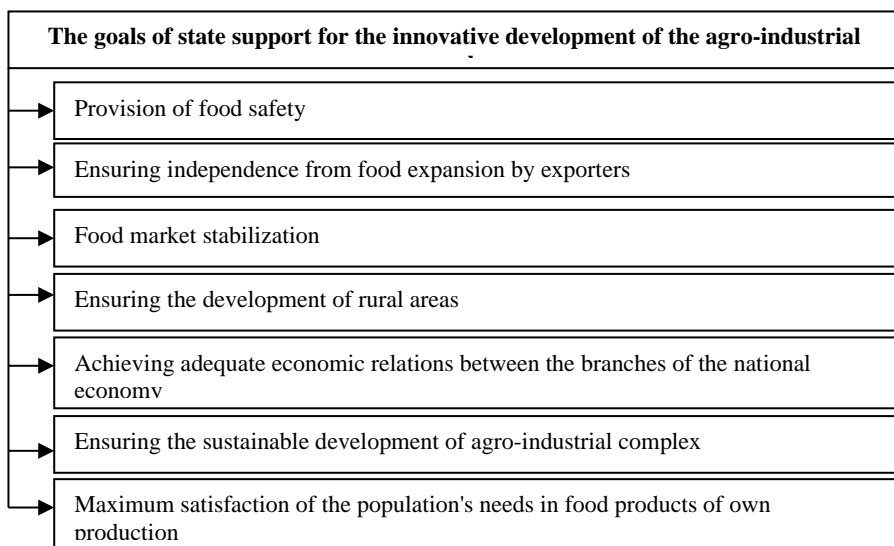 The goals of state support for the innovative development of the agro-industrial
Provision of food safety
Ensuring independence from food expansion by exporters
Food market stabilization
Ensuring the development of rural areas
Achieving adequate economic relations between the branches of the national
economy
Ensuring the sustainable development of agro-industrial complex
Maximum satisfaction of the population's needs in food products of own
production